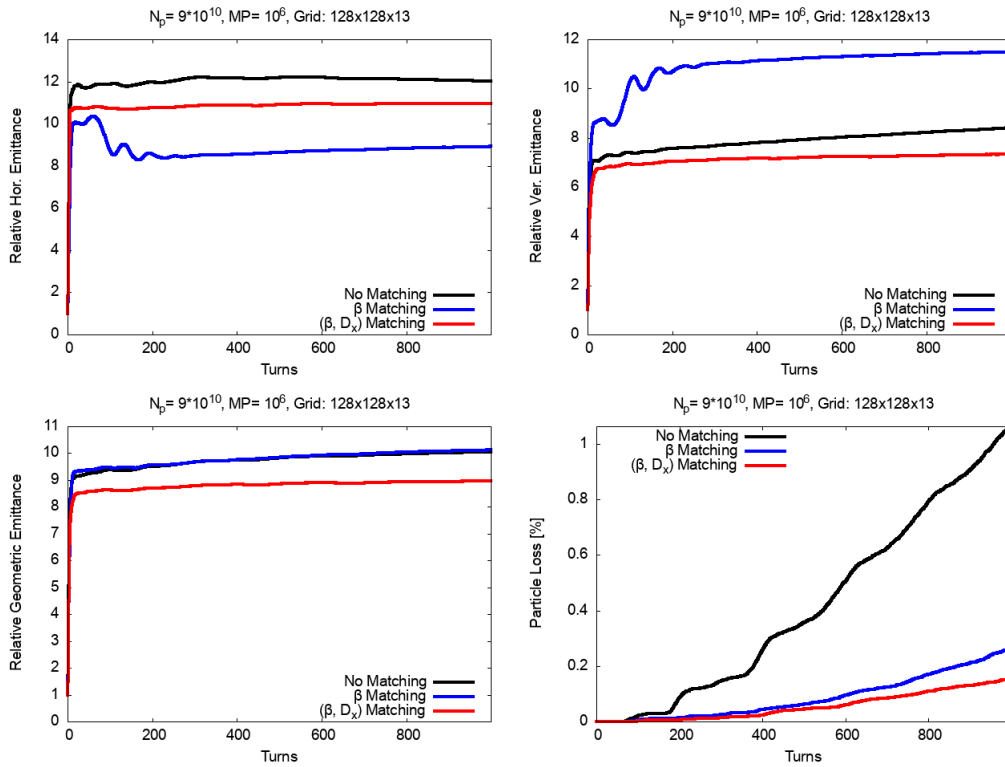 N_p= 9*10^10, MP= 10^6, Grid: 128x128x13
Relative Hor. Emittance
14
12
10
8
6
4
2
0
No Matching
β Matching
(β, D_x) Matching
0 200 400 600 800
Turns
N_p= 9*10^10, MP= 10^6, Grid: 128x128x13
Relative Ver. Emittance
12
10
8
6
4
2
0
No Matching
β Matching
(β, D_x) Matching
0 200 400 600 800
Turns
N_p= 9*10^10, MP= 10^6, Grid: 128x128x13
Relative Geometric Emittance
11
10
9
8
7
6
5
4
3
2
1
0
No Matching
β Matching
(β, D_x) Matching
0 200 400 600 800
Turns
N_p= 9*10^10, MP= 10^6, Grid: 128x128x13
Particle Loss [%]
No Matching
β Matching
(β, D_x) Matching
1
0.8
0.6
0.4
0.2
0
0 200 400 600 800
Turns